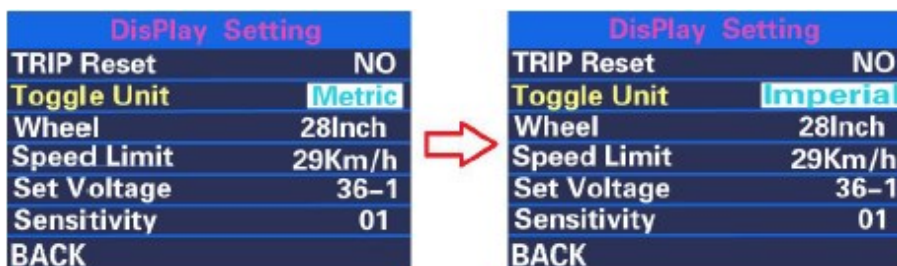 DisPlay Setting
TRIP Reset NO
Toggle Unit Metric
Wheel 28Inch
Speed Limit 29Km/h
Set Voltage 36-1
Sensitivity 01
BACK
DisPlay Setting
TRIP Reset NO
Toggle Unit Imperial
Wheel 28Inch
Speed Limit 29Km/h
Set Voltage 36-1
Sensitivity 01
BACK